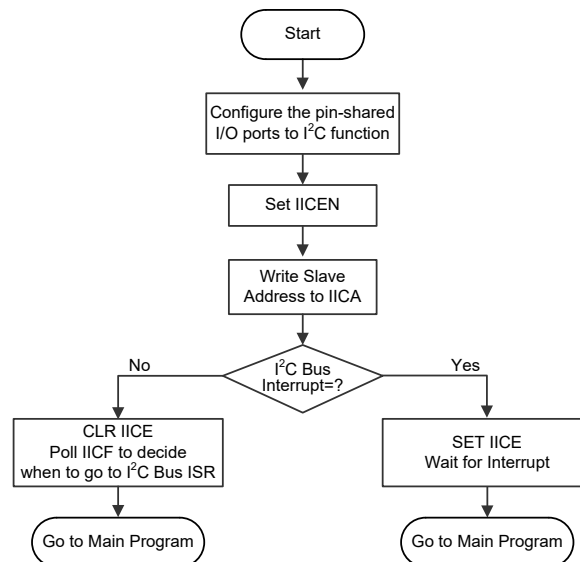 Start
Configure the pin-shared
I/O ports to I²C function
Set IICEN
Write Slave
Address to IICA
I²C Bus
Interrupt=?
No
Yes
CLR IICE
Poll IICF to decide
when to go to I²C Bus ISR
SET IICE
Wait for Interrupt
Go to Main Program
Go to Main Program